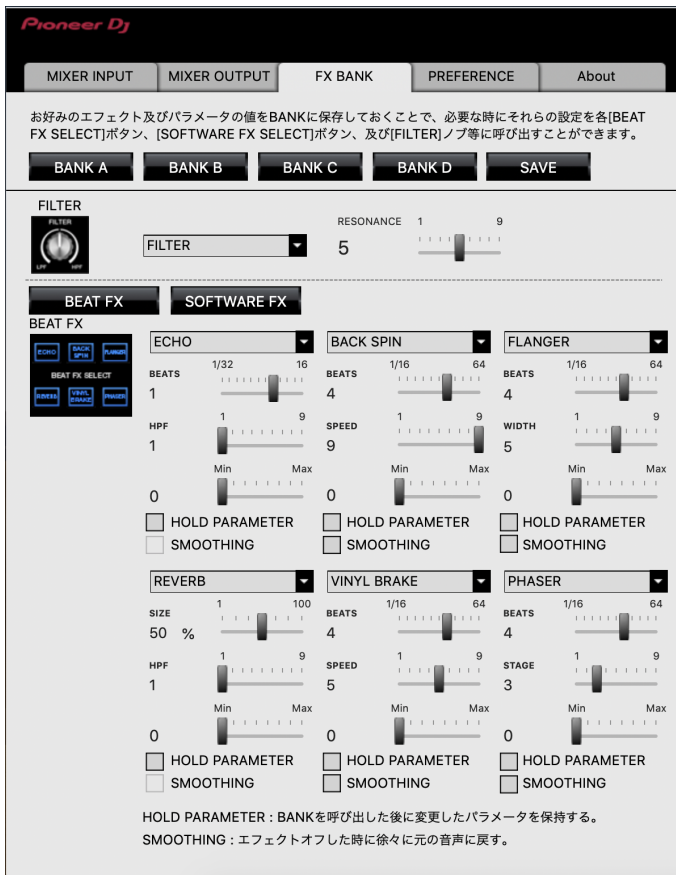 Pioneer Dj
MIXER INPUT MIXER OUTPUT FX BANK PREFERENCE About
お好みのエフェクト及びパラメータの値をBANKに保存しておくことで、必要な時にそれらの設定を各[BEAT
FX SELECT]ボタン、[SOFTWARE FX SELECT]ボタン、及び[FILTER]ノブ等に呼び出すことができます。
BANK A BANK B BANK C BANK D SAVE
FILTER
FILTER
LPF HPF
FILTER
RESONANCE 1 9
5
BEAT FX SOFTWARE FX
BEAT FX
ECHO BACK SPIN FLANGER
BEAT FX SELECT
REVERB VINYL BRAKE PHASER
ECHO BACK SPIN FLANGER
1/32 16 1/16 64 1/16 64
BEATS BEATS BEATS
1 4 4
1 9 1 9 1 9
HPF SPEED WIDTH
1 9 5
Min Max Min Max Min Max
0 0 0
HOLD PARAMETER HOLD PARAMETER HOLD PARAMETER
SMOOTHING SMOOTHING SMOOTHING
REVERB VINYL BRAKE PHASER
1 100 1/16 64 1/16 64
SIZE BEATS BEATS
50 % 4 4
1 9 1 9 1 9
HPF SPEED STAGE
1 5 3
Min Max Min Max Min Max
0 0 0
HOLD PARAMETER HOLD PARAMETER HOLD PARAMETER
SMOOTHING SMOOTHING SMOOTHING
HOLD PARAMETER : BANKを呼び出した後に変更したパラメータを保持する。
SMOOTHING : エフェクトオフした時に徐々に元の音声に戻す。